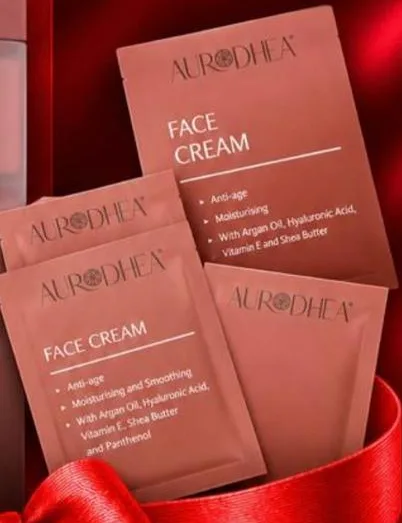 AURODHEA
FACE
CREAM
Anti-age
Moisturising
With Argan Oil, Hyaluronic Acid,
Vitamin E and Shea Butter
AURODHEA
AURODHEA
FACE CREAM
Anti-age
Moisturising and Smoothing
With Argan Oil, Hyaluronic Acid,
Vitamin E, Shea Butter
and Panthenol
AURODHEA